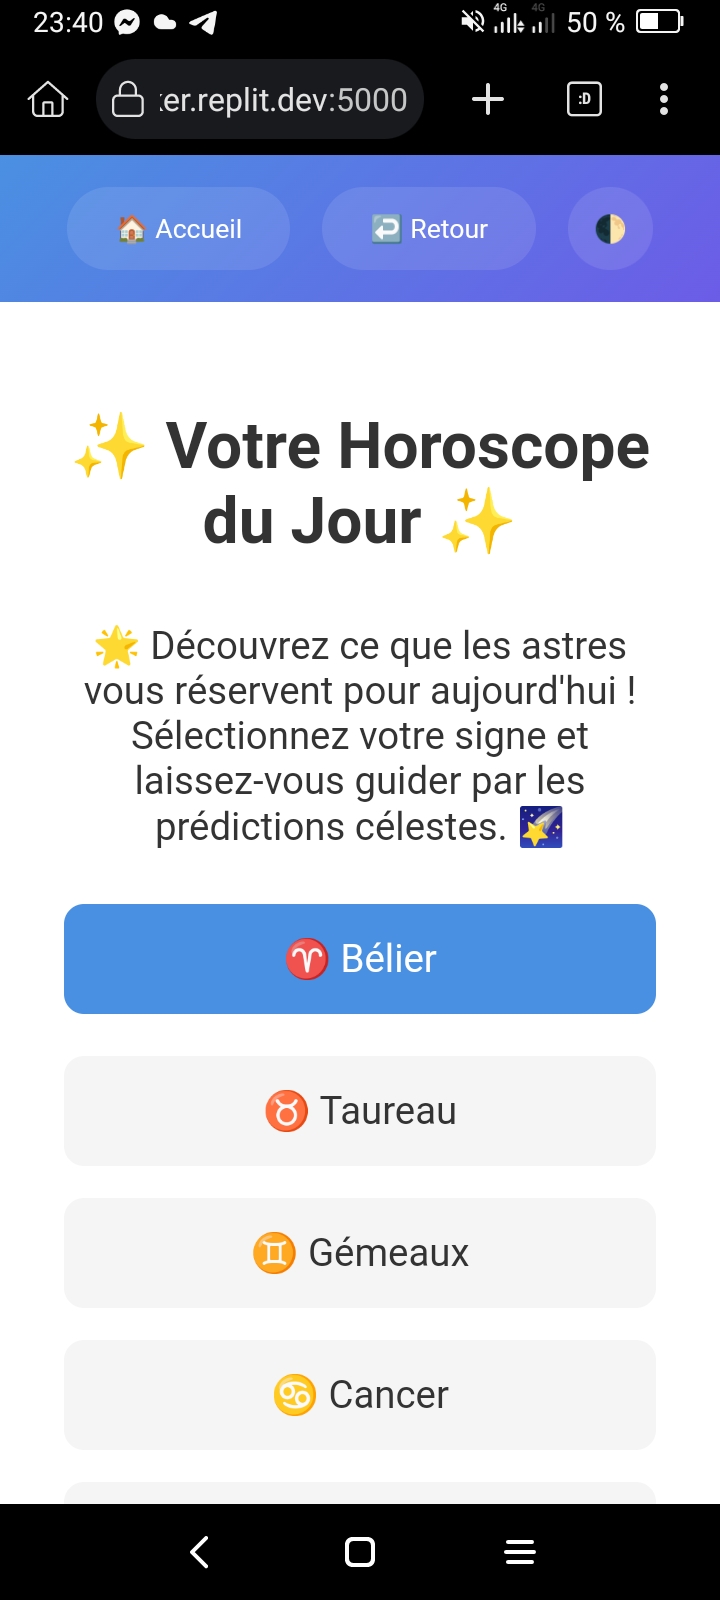 23:40
4G 4G 50 %
ker.replit.dev:5000
:D
Accueil
Retour
✨ Votre Horoscope
du Jour ✨
🌟 Découvrez ce que les astres
vous réservent pour aujourd'hui !
Sélectionnez votre signe et
laissez-vous guider par les
prédictions célestes. 🌠
♈ Bélier
♉ Taureau
♊ Gémeaux
♋ Cancer